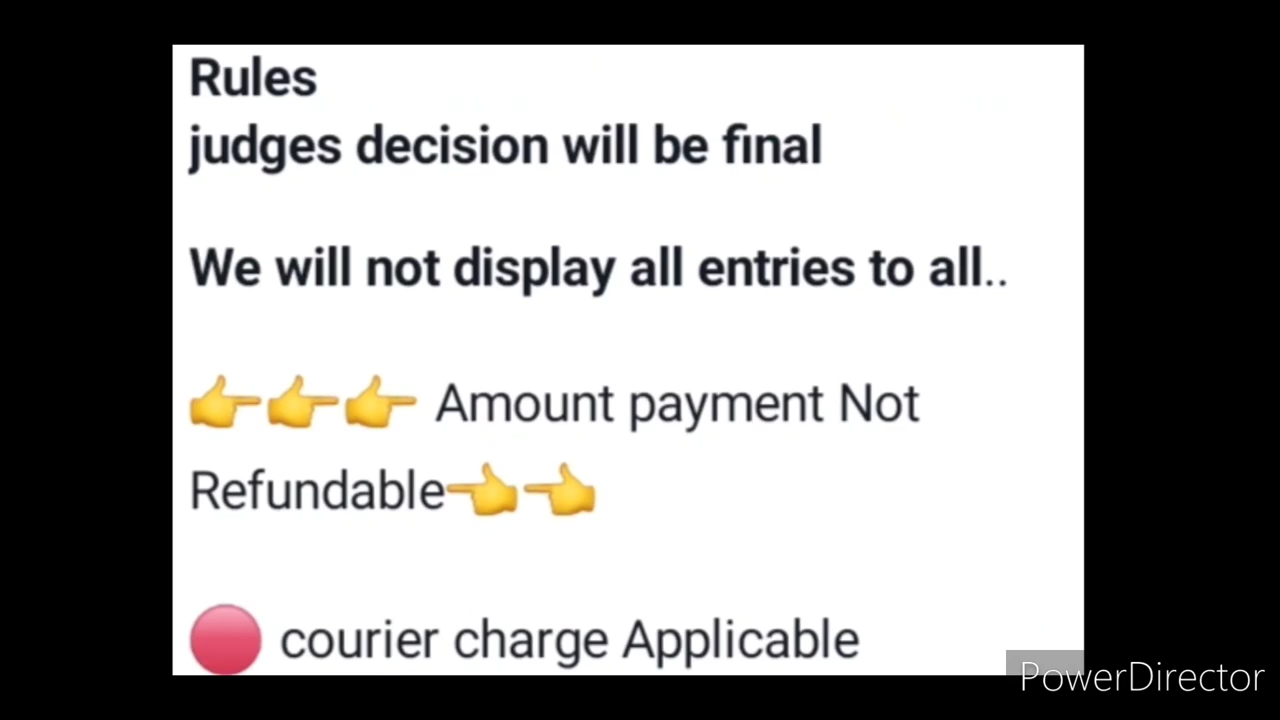 Rules
judges decision will be final
We will not display all entries to all..
👉👉👉 Amount payment Not
Refundable👈👈
🔴 courier charge Applicable
PowerDirector